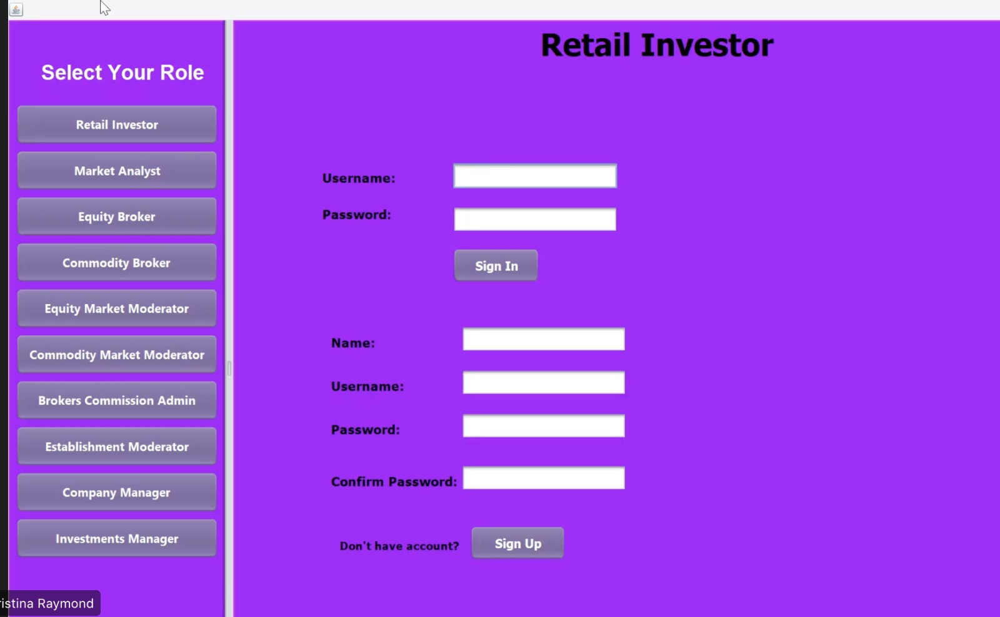 Retail Investor
Select Your Role
Retail Investor
Market Analyst
Equity Broker
Commodity Broker
Equity Market Moderator
Commodity Market Moderator
Brokers Commission Admin
Establishment Moderator
Company Manager
Investments Manager
Username:
Password:
Sign In
Name:
Username:
Password:
Confirm Password:
Don't have account?
Sign Up
ristina Raymond